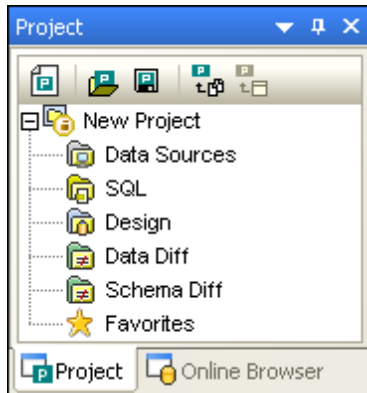 Project
New Project
Data Sources
SQL
Design
Data Diff
Schema Diff
Favorites
Project Online Browser